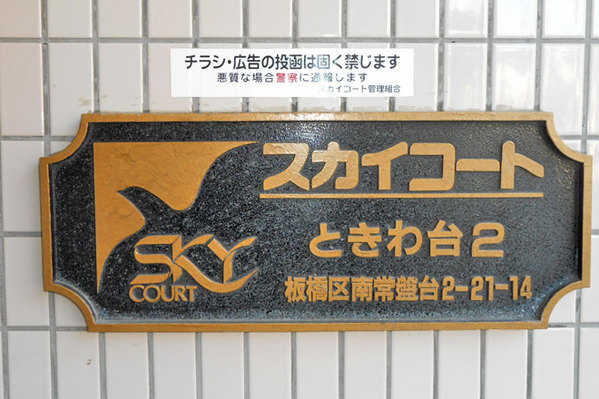 チラシ・広告の投函は固く禁じます
悪質な場合警察に通報します
スカイコート管理組合
スカイコート
ときわ台2
SKY
COURT
板橋区南常盤台2-21-14